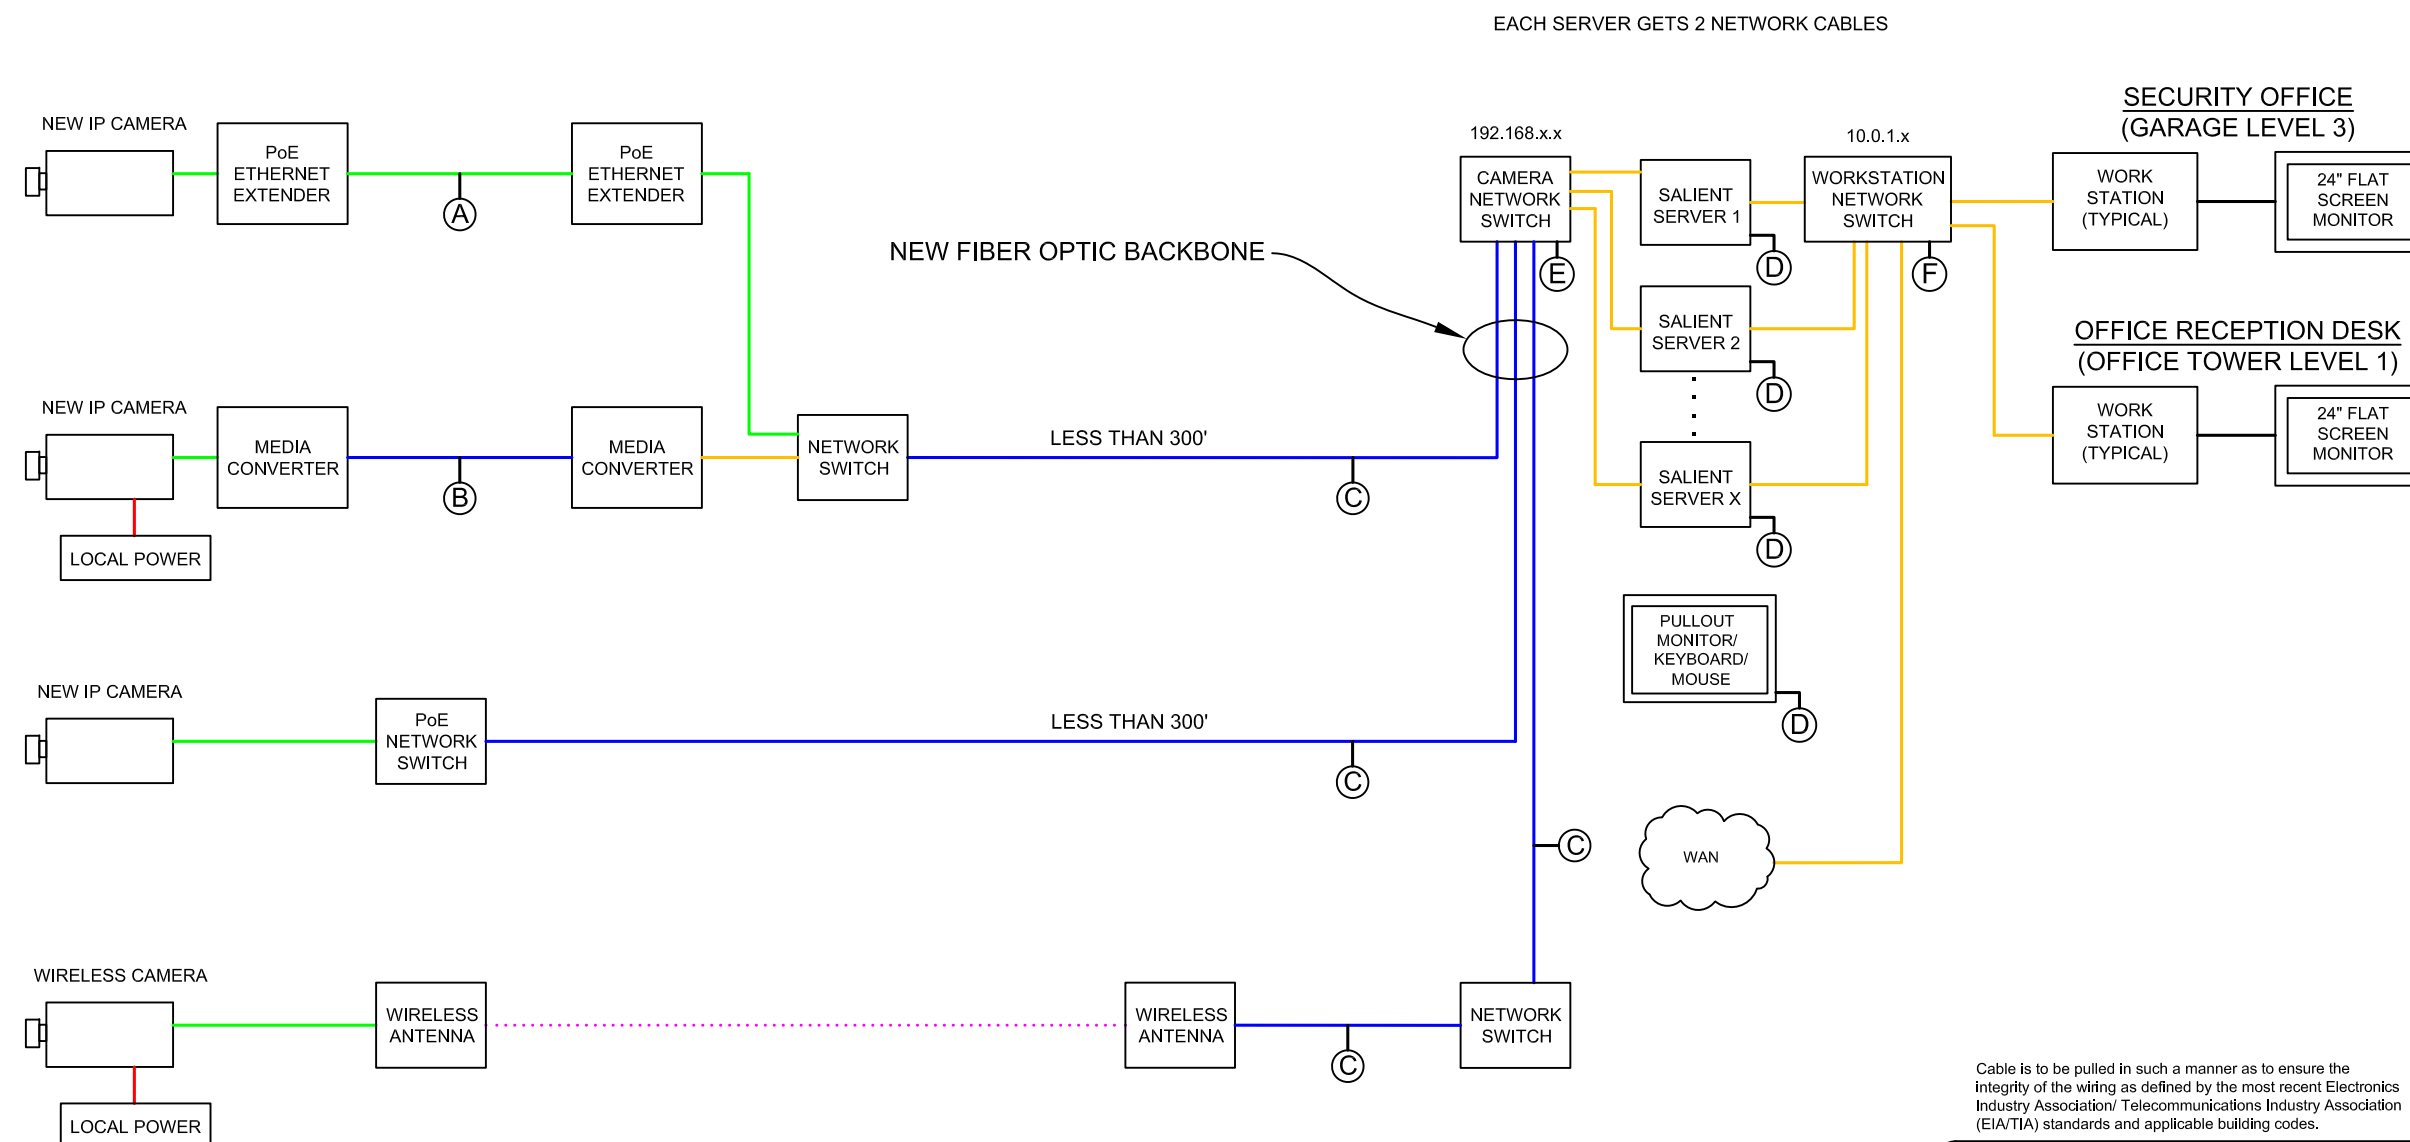 EACH SERVER GETS 2 NETWORK CABLES
NEW IP CAMERA
PoE
ETHERNET
EXTENDER
A
PoE
ETHERNET
EXTENDER
192.168.x.x
CAMERA
NETWORK
SWITCH
E
SALIENT
SERVER 1
D
10.0.1.x
WORKSTATION
NETWORK
SWITCH
F
SECURITY OFFICE
(GARAGE LEVEL 3)
WORK
STATION
(TYPICAL)
24" FLAT
SCREEN
MONITOR
NEW FIBER OPTIC BACKBONE
SALIENT
SERVER 2
D
OFFICE RECEPTION DESK
(OFFICE TOWER LEVEL 1)
WORK
STATION
(TYPICAL)
24" FLAT
SCREEN
MONITOR
NEW IP CAMERA
LOCAL POWER
MEDIA
CONVERTER
B
MEDIA
CONVERTER
NETWORK
SWITCH
LESS THAN 300'
C
SALIENT
SERVER X
D
PULLOUT
MONITOR/
KEYBOARD/
MOUSE
D
NEW IP CAMERA
PoE
NETWORK
SWITCH
LESS THAN 300'
C
C
WAN
WIRELESS CAMERA
LOCAL POWER
WIRELESS
ANTENNA
WIRELESS
ANTENNA
C
NETWORK
SWITCH
Cable is to be pulled in such a manner as to ensure the
integrity of the wiring as defined by the most recent Electronics
Industry Association/ Telecommunications Industry Association
(EIA/TIA) standards and applicable building codes.